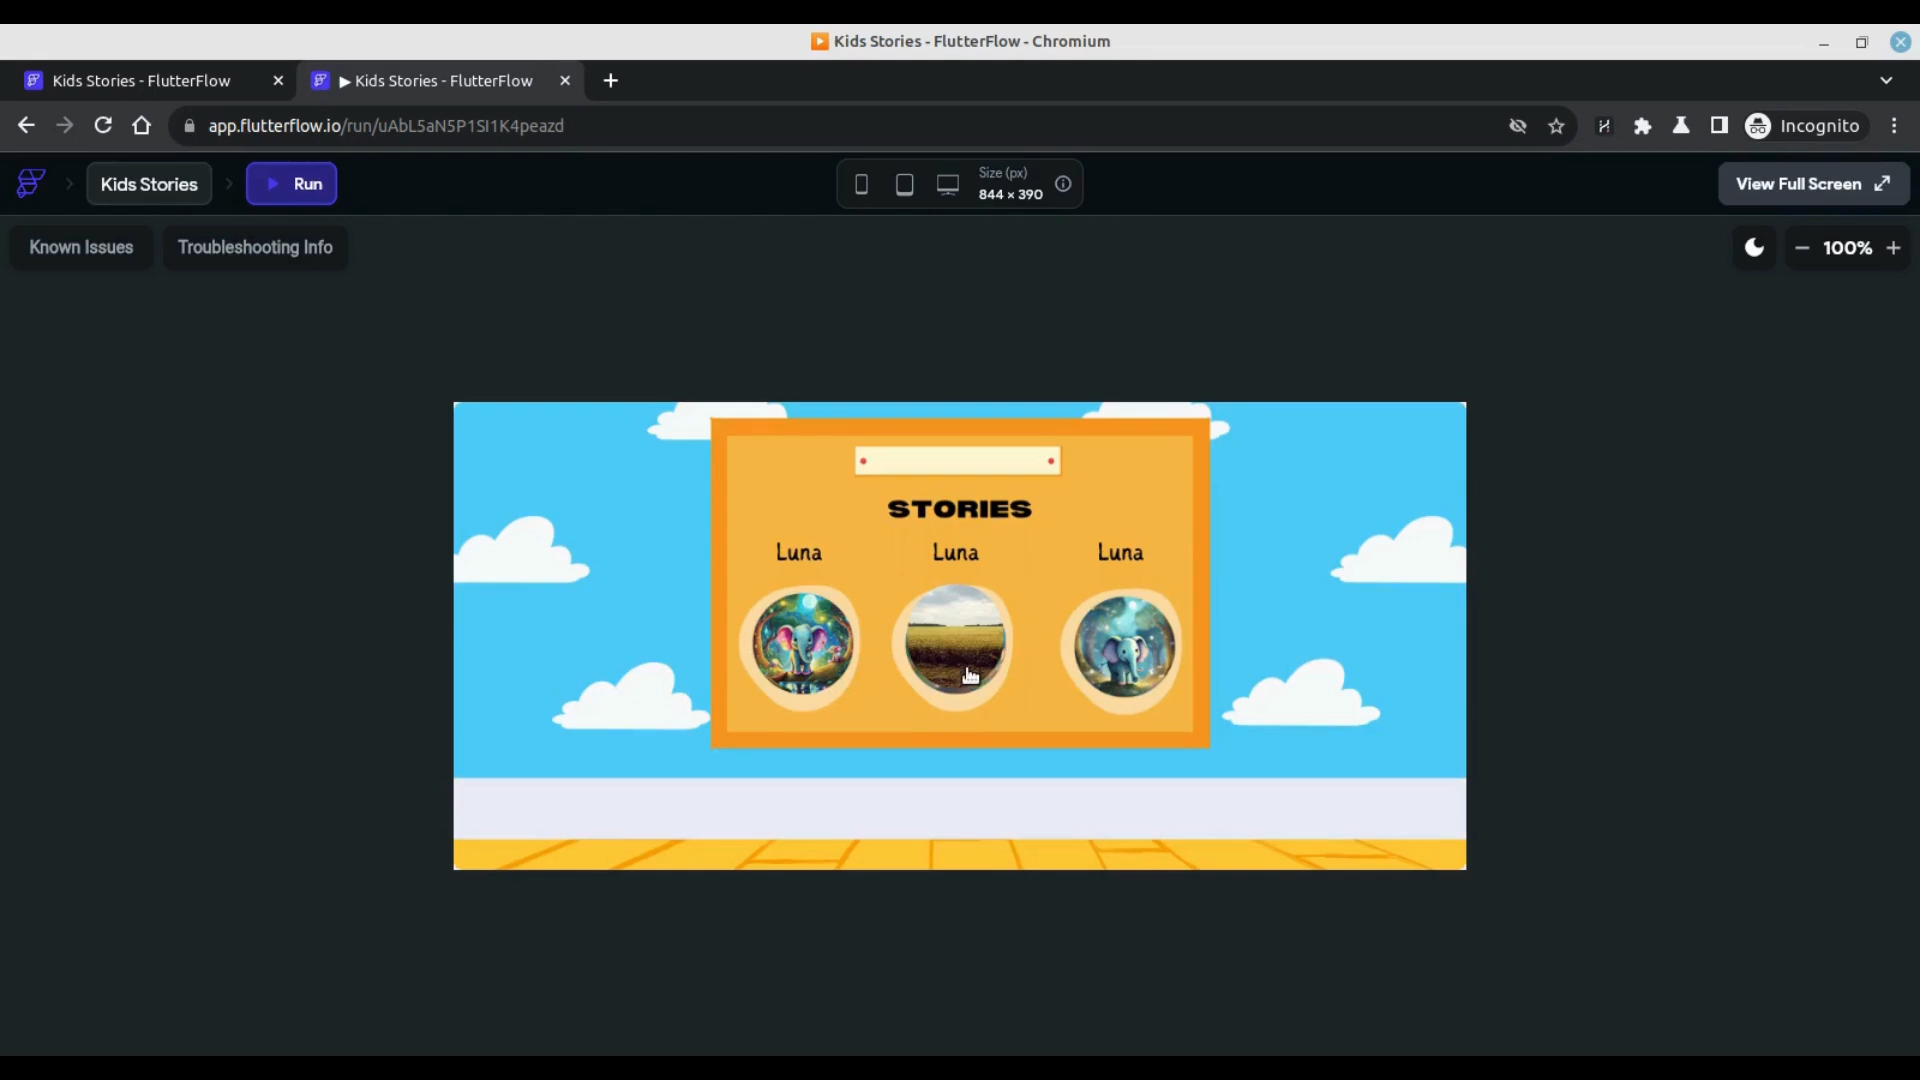 Kids Stories - FlutterFlow - Chromium
Kids Stories - FlutterFlow
▶ Kids Stories - FlutterFlow
app.flutterflow.io/run/uAbL5aN5P1SI1K4peazd
Incognito
Kids Stories
Run
Size (px)
844 × 390
View Full Screen
Known Issues
Troubleshooting Info
100%
STORIES
Luna
Luna
Luna